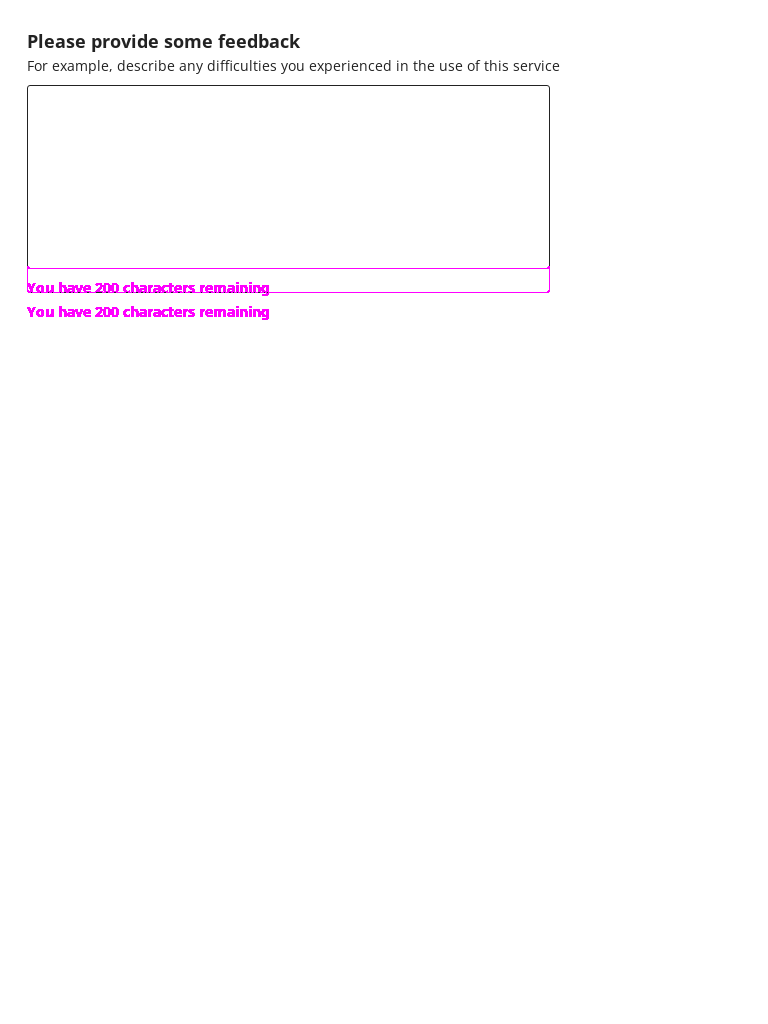 Please provide some feedback
For example, describe any difficulties you experienced in the use of this service
You have 200 characters remaining
You have 200 characters remaining